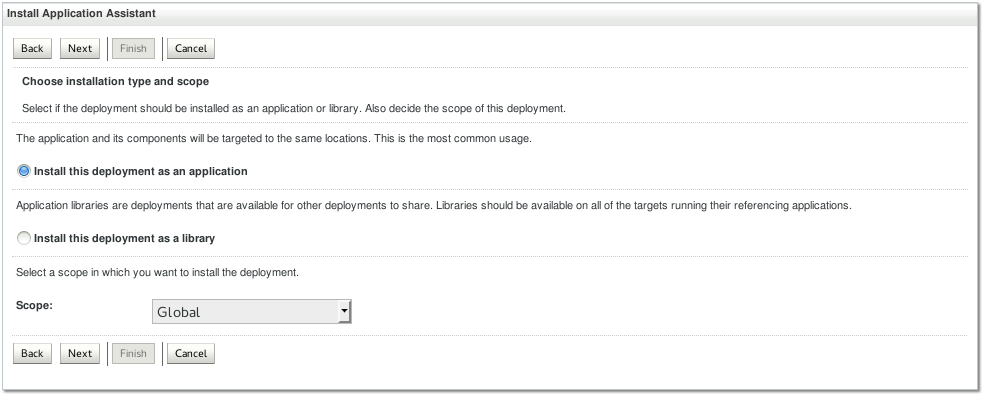 Install Application Assistant
Back Next Finish Cancel
Choose installation type and scope
Select if the deployment should be installed as an application or library. Also decide the scope of this deployment.
The application and its components will be targeted to the same locations. This is the most common usage.
Install this deployment as an application
Application libraries are deployments that are available for other deployments to share. Libraries should be available on all of the targets running their referencing applications.
Install this deployment as a library
Select a scope in which you want to install the deployment.
Scope: Global
Back Next Finish Cancel